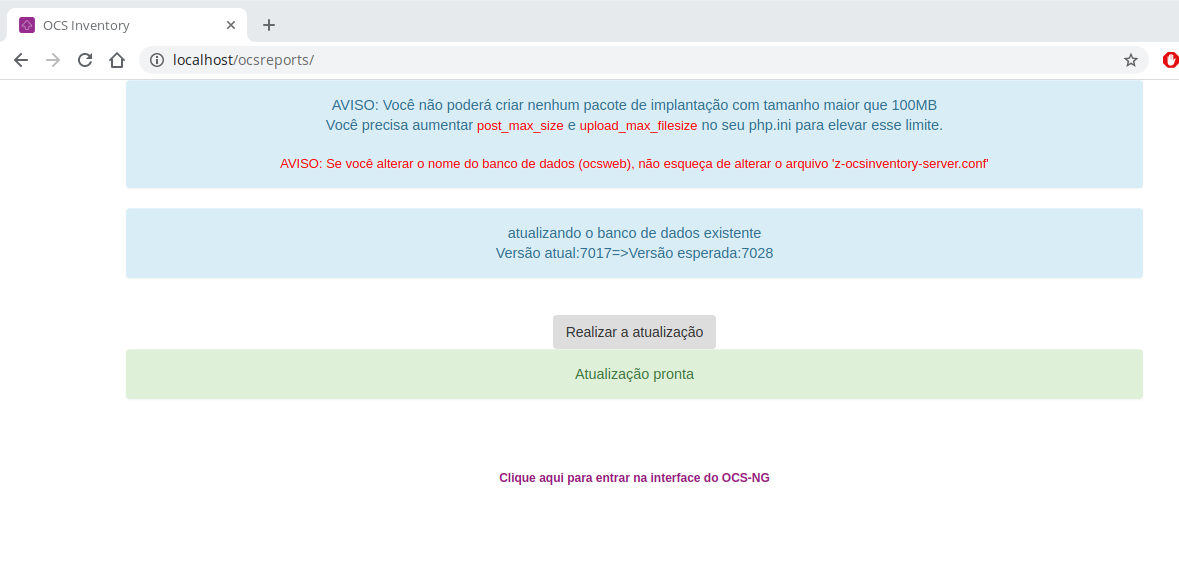 OCS Inventory
localhost/ocsreports/
AVISO: Você não poderá criar nenhum pacote de implantação com tamanho maior que 100MB
Você precisa aumentar post_max_size e upload_max_filesize no seu php.ini para elevar esse limite.
AVISO: Se você alterar o nome do banco de dados (ocsweb), não esqueça de alterar o arquivo 'z-ocsinventory-server.conf'
atualizando o banco de dados existente
Versão atual:7017=>Versão esperada:7028
Realizar a atualização
Atualização pronta
Clique aqui para entrar na interface do OCS-NG